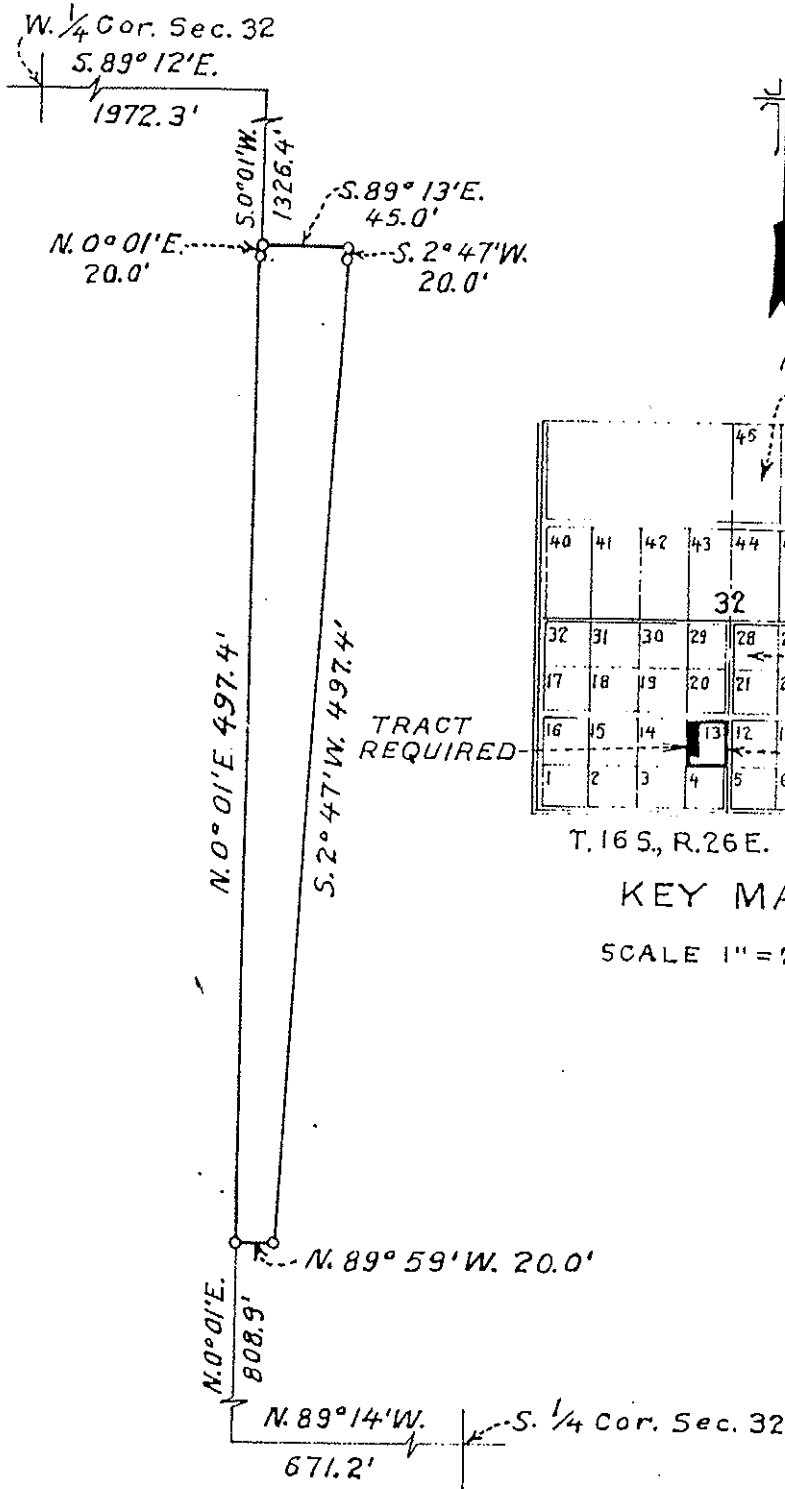 W. 1/4 Cor. Sec. 32
S. 89° 12' E.
1972.3'
S. 0° 01' W.
1326.4'
S. 89° 13' E.
45.0'
N. 0° 01' E.
20.0'
S. 2° 47' W.
20.0'
N. 0° 01' E 497.4'
S. 2° 47' W. 497.4'
TRACT
REQUIRED
45
40 41 42 43 44
32
32 31 30 29 28
17 18 19 20 21
16 15 14 13 12
1 2 3 4 5
T. 16 S., R. 26 E.
KEY MA
SCALE 1" =
N. 89° 59' W. 20.0'
N. 0° 01' E.
808.9'
N. 89° 14' W.
671.2'
S. 1/4 Cor. Sec. 32